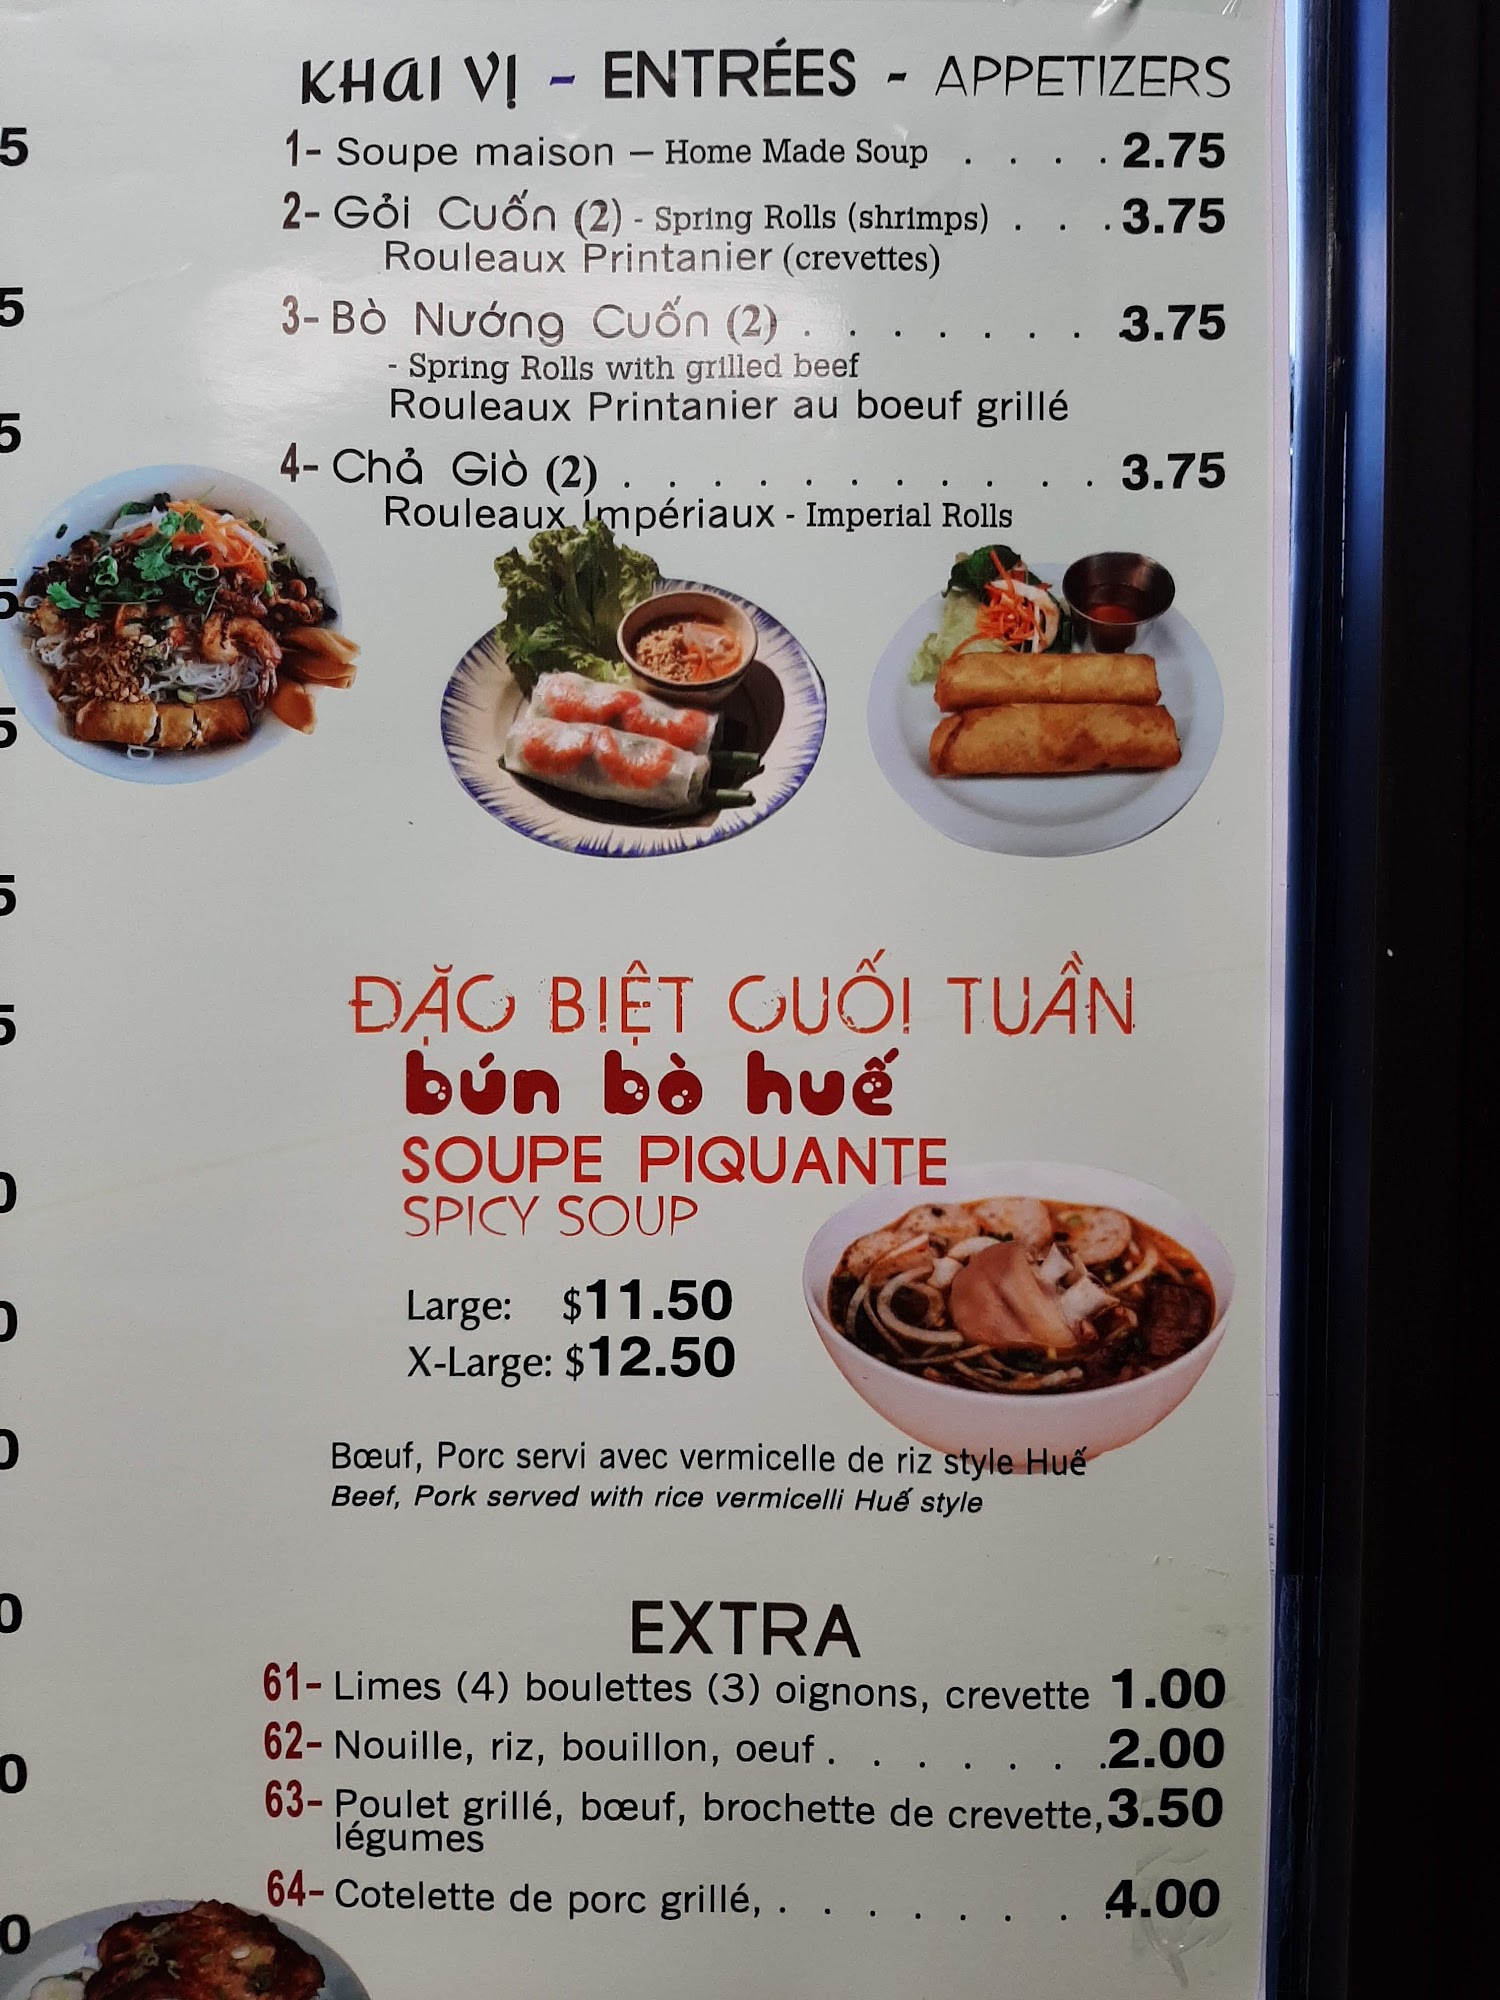 KHAI VỊ - ENTRÉES - APPETIZERS
1- Soupe maison – Home Made Soup . . . . 2.75
2- Gỏi Cuốn (2) - Spring Rolls (shrimps) . . . 3.75
Rouleaux Printanier (crevettes)
3- Bò Nướng Cuốn (2) . . . . . . . 3.75
- Spring Rolls with grilled beef
Rouleaux Printanier au boeuf grillé
4- Chả Giò (2) . . . . . . . . . . . 3.75
Rouleaux Impériaux - Imperial Rolls
ĐẶC BIỆT CUỐI TUẦN
bún bò huế
SOUPE PIQUANTE
SPICY SOUP
Large: $11.50
X-Large: $12.50
Bœuf, Porc servi avec vermicelle de riz style Huế
Beef, Pork served with rice vermicelli Huế style
EXTRA
61- Limes (4) boulettes (3) oignons, crevette 1.00
62- Nouille, riz, bouillon, oeuf . . . . . . . 2.00
63- Poulet grillé, bœuf, brochette de crevette, 3.50
légumes
64- Cotelette de porc grillé, . . . . . . . . 4.00